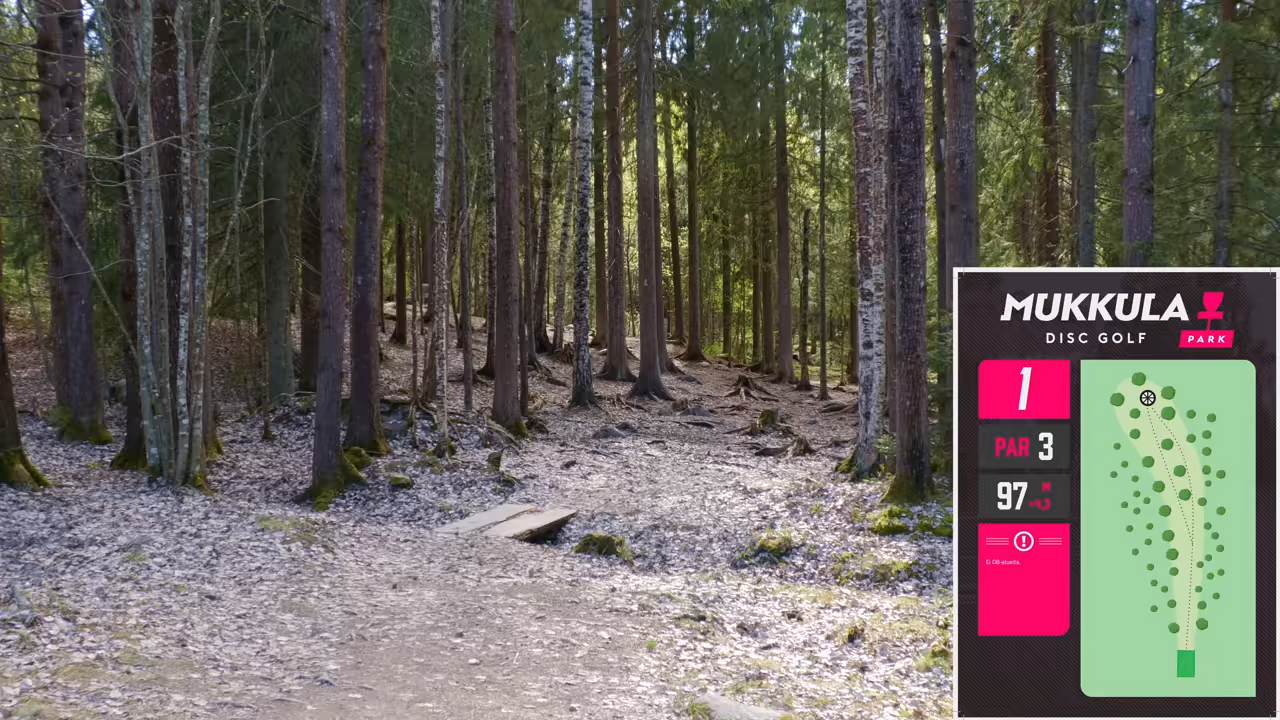 MUKKULA
DISC GOLF
PARK
1
PAR 3
97 M
Ei OB-alueita.